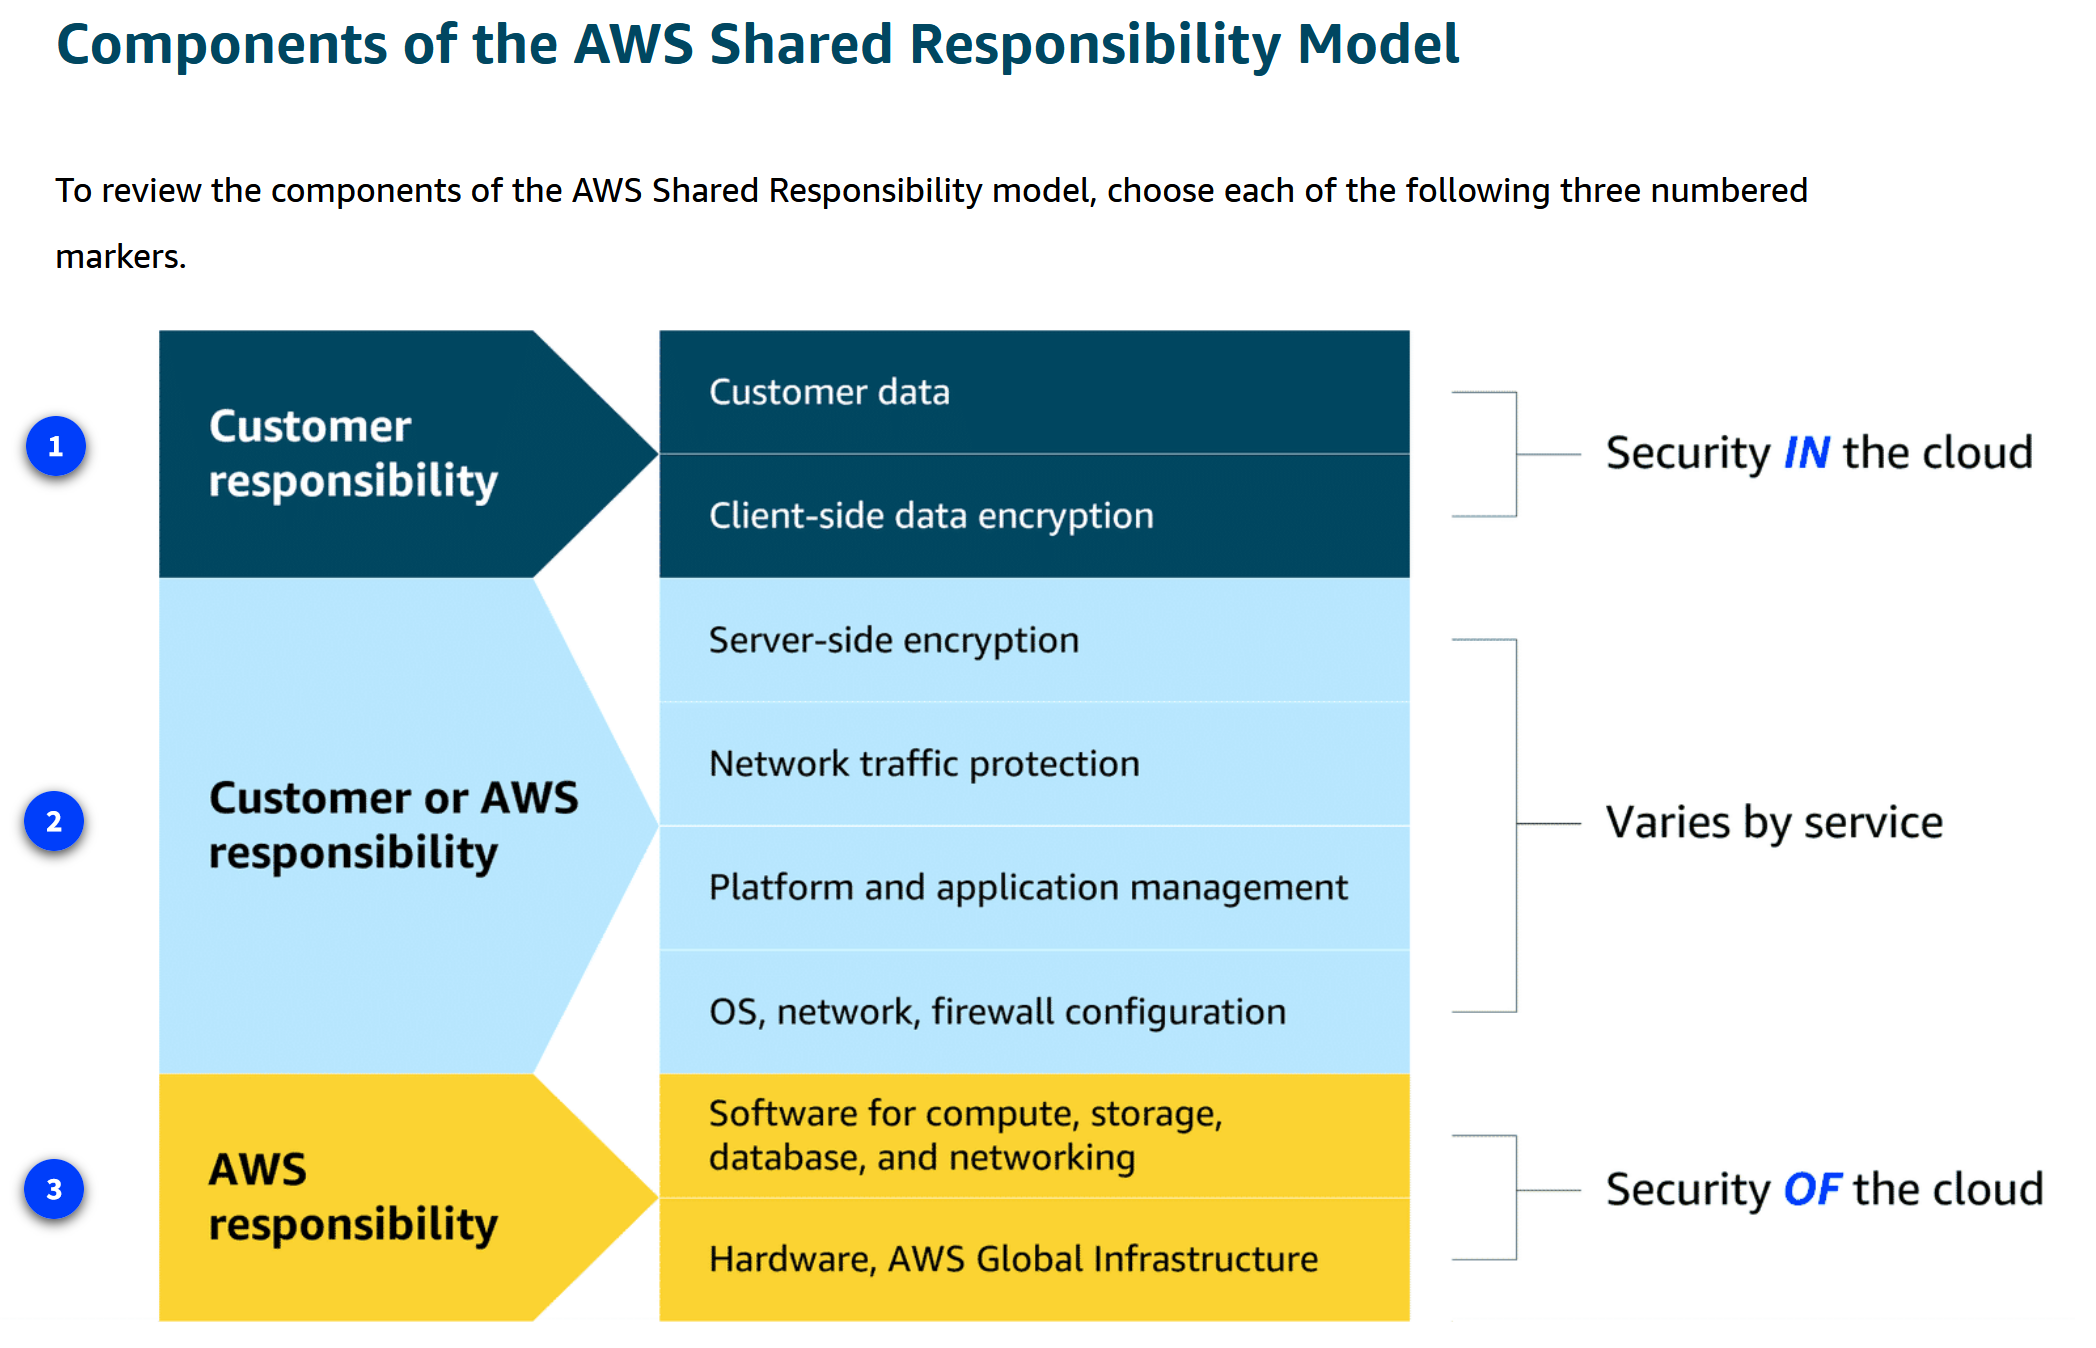 Components of the AWS Shared Responsibility Model
To review the components of the AWS Shared Responsibility model, choose each of the following three numbered
markers.
1
Customer
responsibility
Customer data
Client-side data encryption
Security IN the cloud
2
Customer or AWS
responsibility
Server-side encryption
Network traffic protection
Platform and application management
OS, network, firewall configuration
Varies by service
3
AWS
responsibility
Software for compute, storage,
database, and networking
Hardware, AWS Global Infrastructure
Security OF the cloud